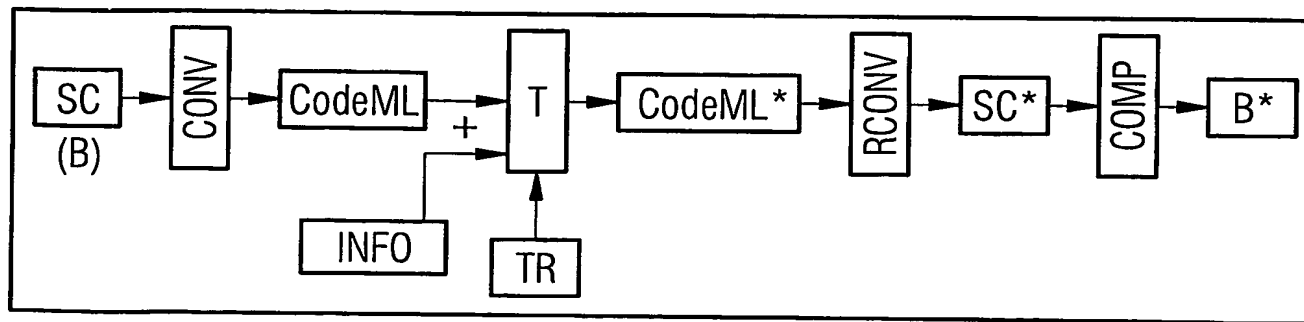 SC
(B)
CONV
CodeML
+
INFO
T
TR
CodeML*
RCONV
SC*
COMP
B*